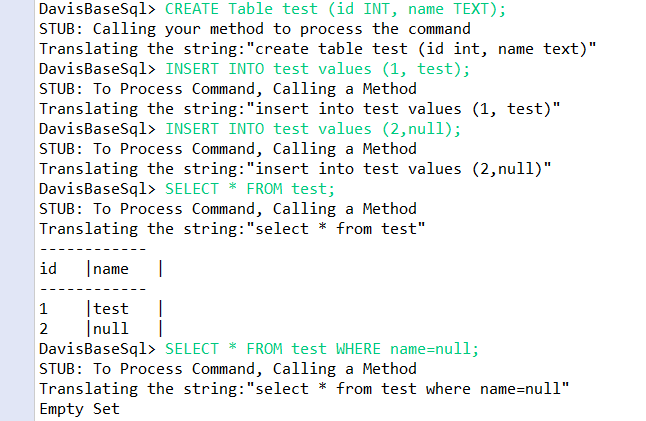 DavisBaseSql> CREATE Table test (id INT, name TEXT);
STUB: Calling your method to process the command
Translating the string:"create table test (id int, name text)"
DavisBaseSql> INSERT INTO test values (1, test);
STUB: To Process Command, Calling a Method
Translating the string:"insert into test values (1, test)"
DavisBaseSql> INSERT INTO test values (2,null);
STUB: To Process Command, Calling a Method
Translating the string:"insert into test values (2,null)"
DavisBaseSql> SELECT * FROM test;
STUB: To Process Command, Calling a Method
Translating the string:"select * from test"
------------
id   |name   |
------------
1    |test   |
2    |null   |
DavisBaseSql> SELECT * FROM test WHERE name=null;
STUB: To Process Command, Calling a Method
Translating the string:"select * from test where name=null"
Empty Set